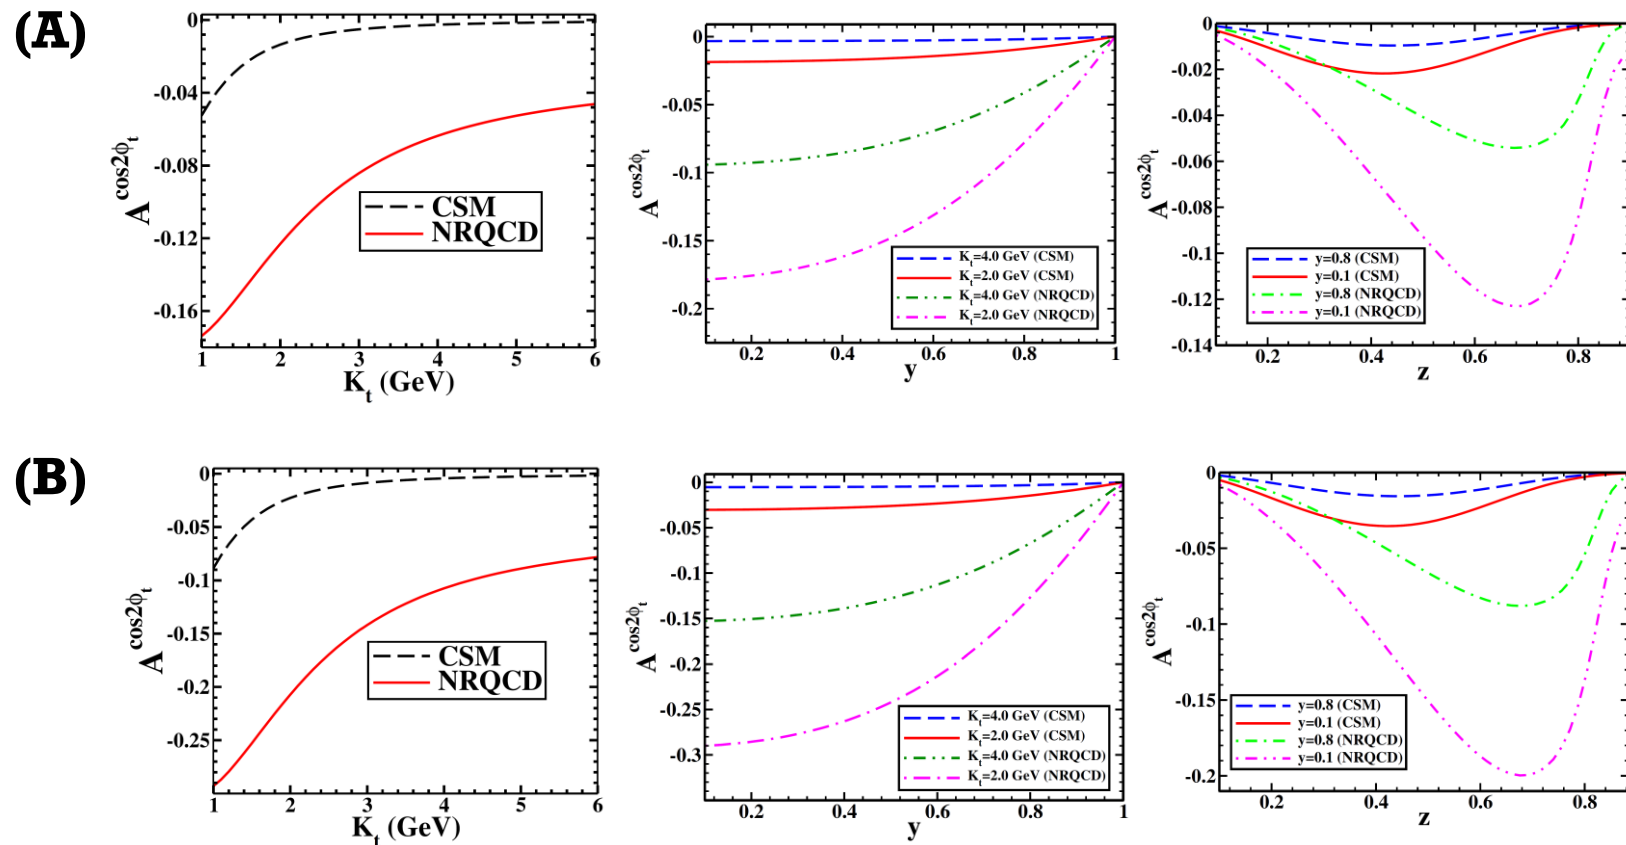 (A)
0
-0.04
-0.08
-0.12
-0.16
A^cos2ϕ_t
CSM
NRQCD
1 2 3 4 5 6
K_t (GeV)
0
-0.05
-0.1
-0.15
-0.2
A^cos2ϕ_t
K_t=4.0 GeV (CSM)
K_t=2.0 GeV (CSM)
K_t=4.0 GeV (NRQCD)
K_t=2.0 GeV (NRQCD)
0.2 0.4 0.6 0.8 1
y
0
-0.02
-0.04
-0.06
-0.08
-0.1
-0.12
-0.14
A^cos2ϕ_t
y=0.8 (CSM)
y=0.1 (CSM)
y=0.8 (NRQCD)
y=0.1 (NRQCD)
0.2 0.4 0.6 0.8
z
(B)
0
-0.05
-0.1
-0.15
-0.2
-0.25
A^cos2ϕ_t
CSM
NRQCD
1 2 3 4 5 6
K_t (GeV)
0
-0.05
-0.1
-0.15
-0.2
-0.25
-0.3
A^cos2ϕ_t
K_t=4.0 GeV (CSM)
K_t=2.0 GeV (CSM)
K_t=4.0 GeV (NRQCD)
K_t=2.0 GeV (NRQCD)
0.2 0.4 0.6 0.8 1
y
0
-0.05
-0.1
-0.15
-0.2
A^cos2ϕ_t
y=0.8 (CSM)
y=0.1 (CSM)
y=0.8 (NRQCD)
y=0.1 (NRQCD)
0.2 0.4 0.6 0.8
z